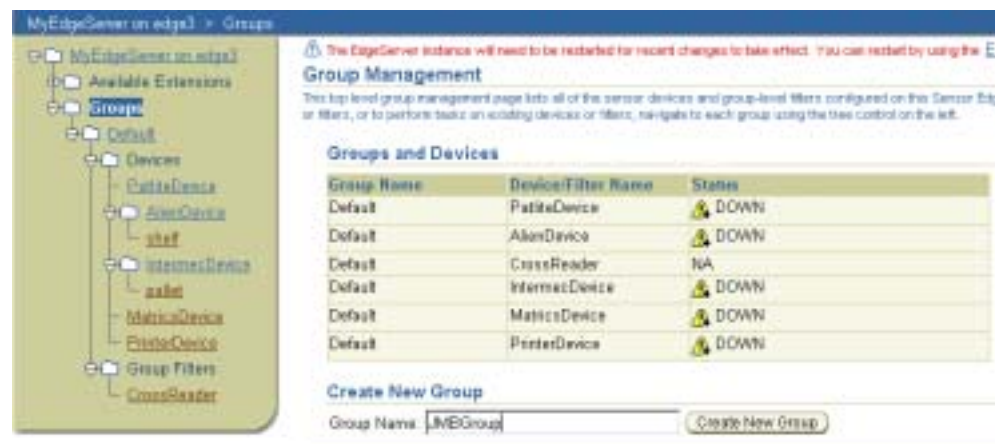 MyEdgeServer on edge3 > Groups
MyEdgeServer on edge3
Available Extensions
Groups
Default
Devices
PatliteDevice
AlienDevice
shelf
IntermecDevice
pallet
MatricsDevice
PrinterDevice
Group Filters
CrossReader
The EdgeServer instance will need to be restarted for recent changes to take effect. You can restart by using the E
Group Management
This top level group management page lists all of the sensor devices and group-level filters configured on this Sensor Edg
or filters, or to perform tasks on existing devices or filters, navigate to each group using the tree control on the left.
Groups and Devices
Group Name Device/Filter Name Status
Default PatliteDevice DOWN
Default AlienDevice DOWN
Default CrossReader NA
Default IntermecDevice DOWN
Default MatricsDevice DOWN
Default PrinterDevice DOWN
Create New Group
Group Name: JMBGroup Create New Group